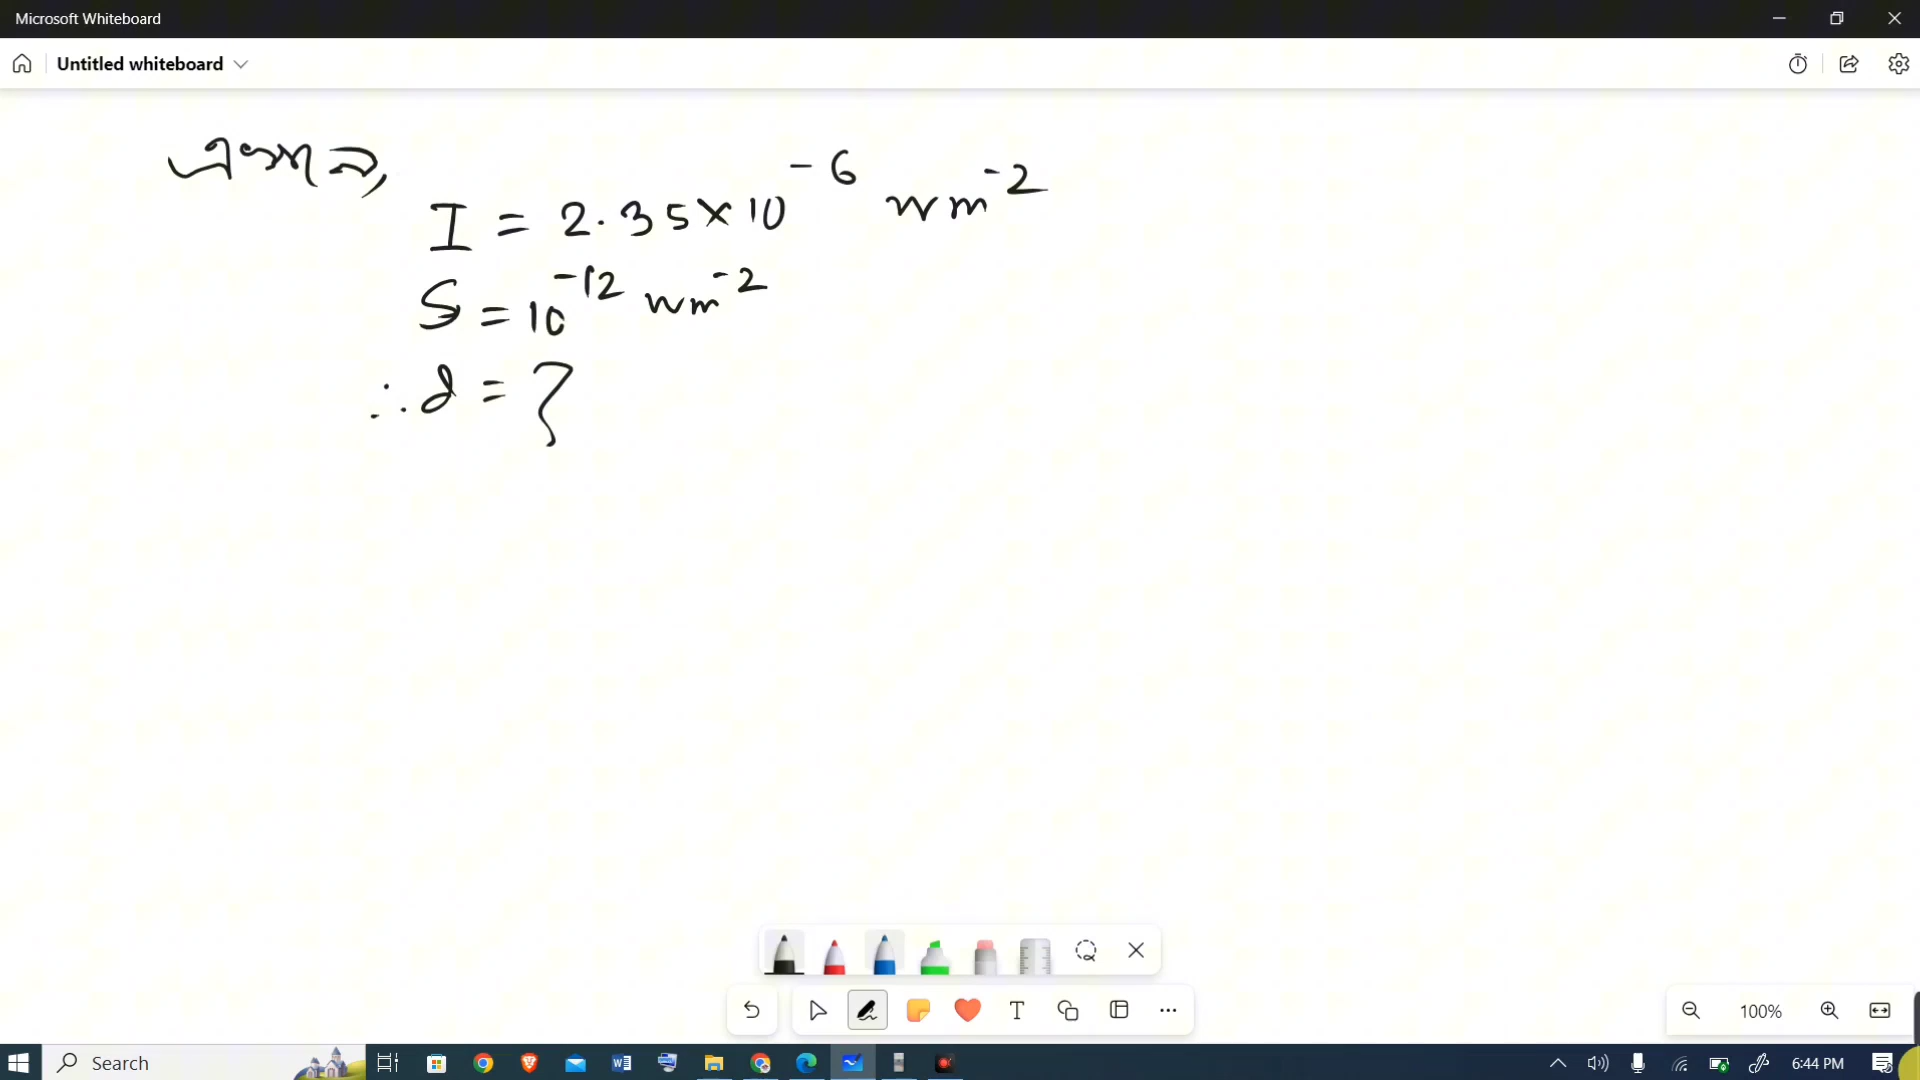 Microsoft Whiteboard
Untitled whiteboard
এখানে,
I = 2.35×10⁻⁶ wm⁻²
S = 10⁻¹² wm⁻²
∴ d = ?
T
100%
Search
6:44 PM